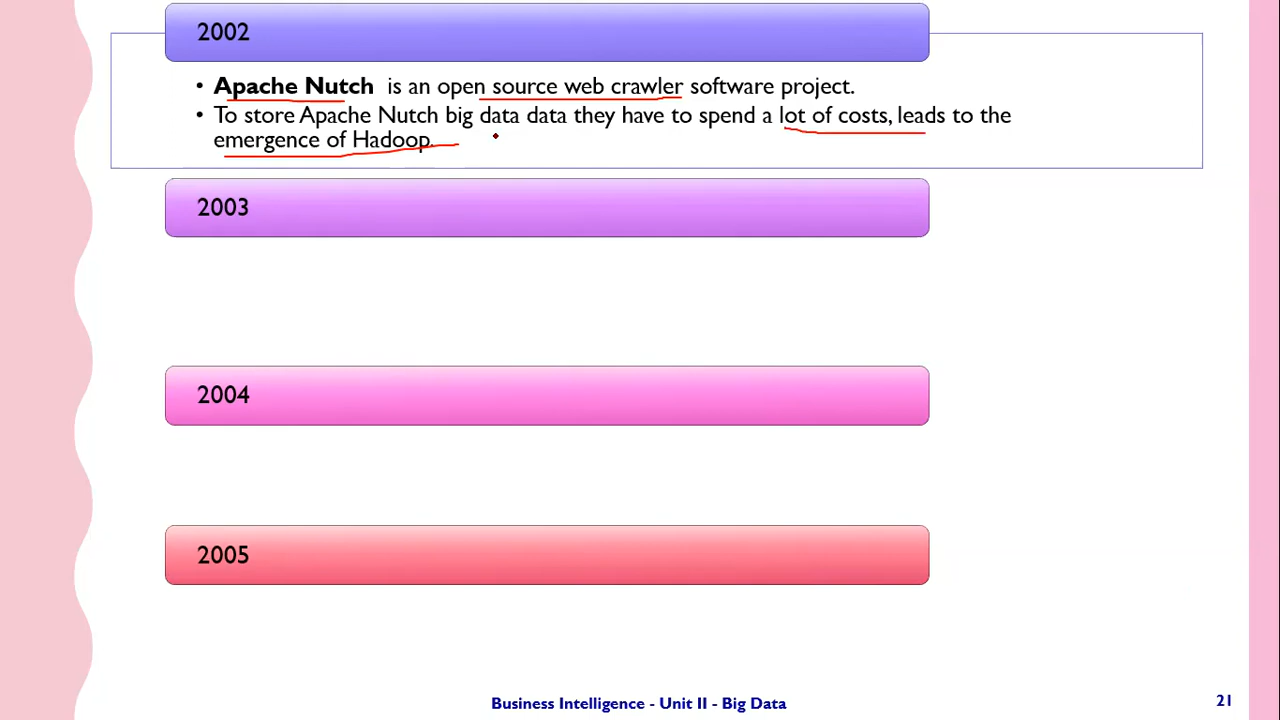 2002
• Apache Nutch is an open source web crawler software project.
• To store Apache Nutch big data data they have to spend a lot of costs, leads to the
emergence of Hadoop.
2003
2004
2005
Business Intelligence - Unit II - Big Data
21